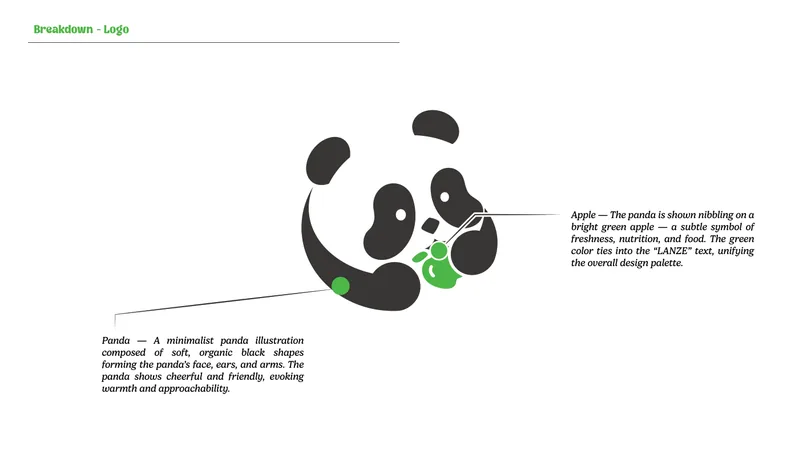 Breakdown - Logo
Apple — The panda is shown nibbling on a
bright green apple — a subtle symbol of
freshness, nutrition, and food. The green
color ties into the “LANZE” text, unifying
the overall design palette.
Panda — A minimalist panda illustration
composed of soft, organic black shapes
forming the panda's face, ears, and arms. The
panda shows cheerful and friendly, evoking
warmth and approachability.